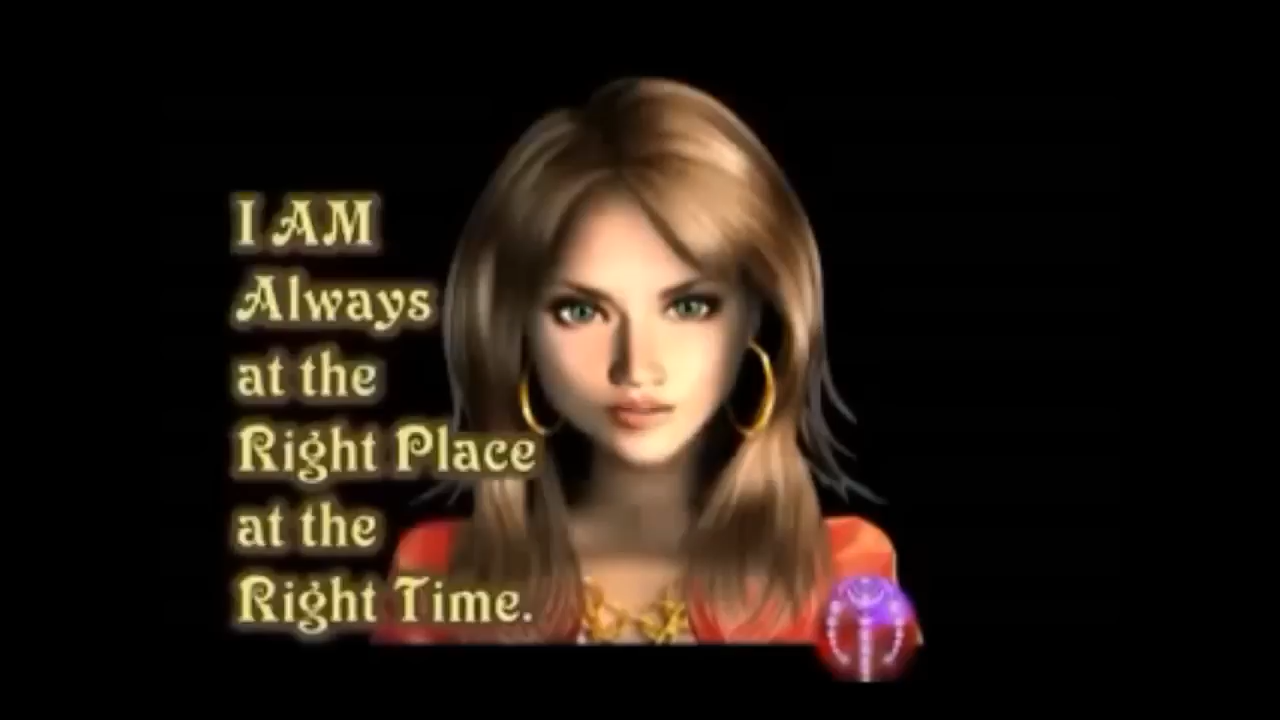 I AM
Always
at the
Right Place
at the
Right Time.